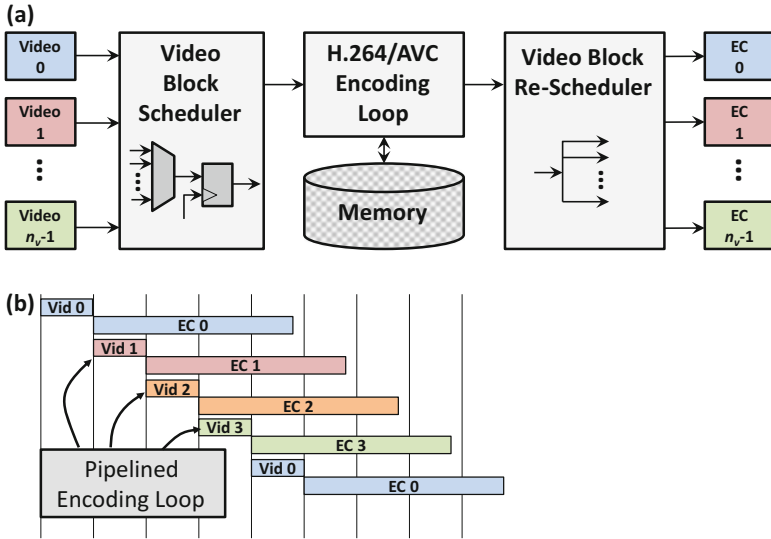 (a)
Video
0
Video
1
Video
n_v-1
Video
Block
Scheduler
H.264/AVC
Encoding
Loop
Memory
Video Block
Re-Scheduler
EC
0
EC
1
EC
n_v-1
(b)
Vid 0
EC 0
Vid 1
EC 1
Vid 2
EC 2
Vid 3
EC 3
Vid 0
EC 0
Pipelined
Encoding Loop